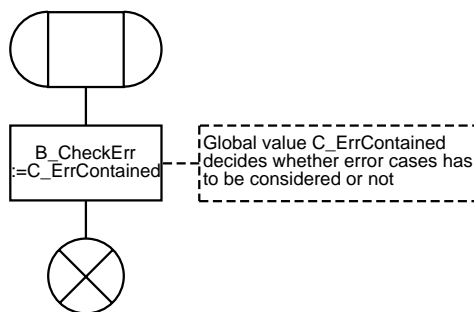 B_CheckErr
:=C_ErrContained
Global value C_ErrContained
decides whether error cases has
to be considered or not